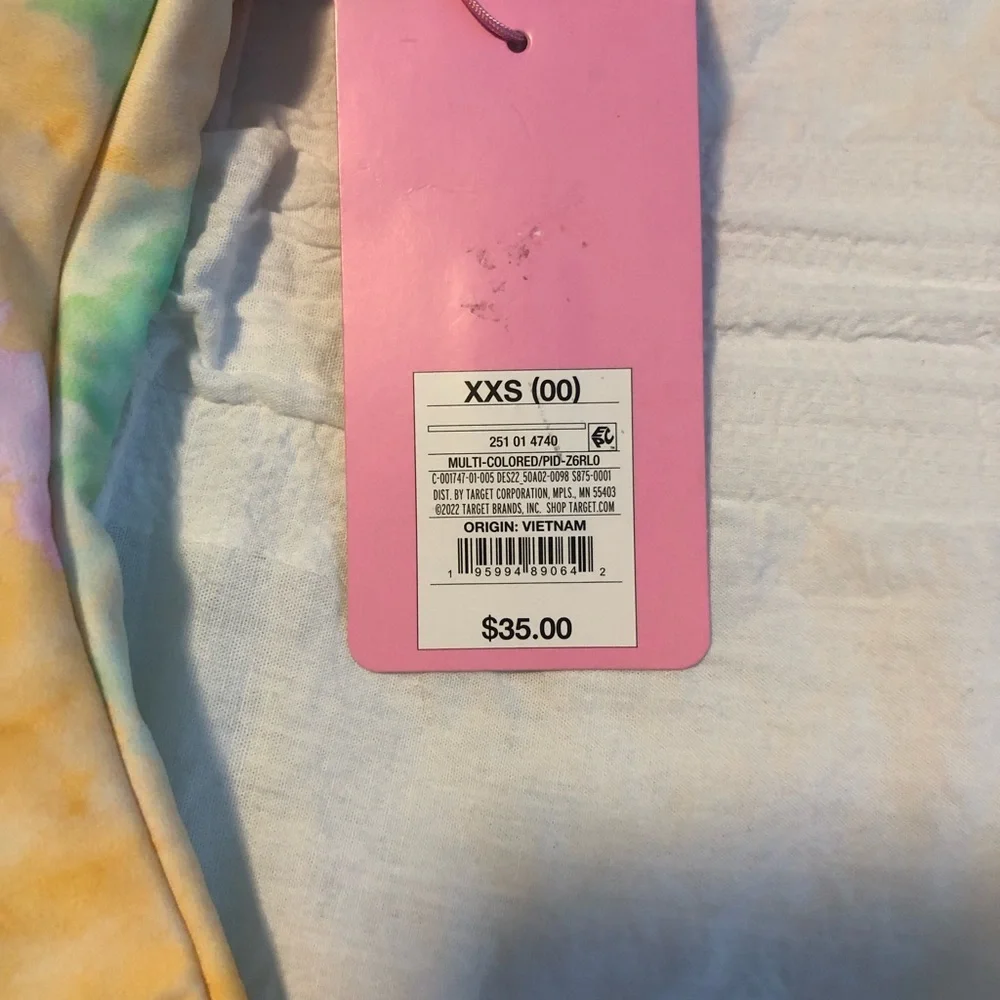 XXS (00)
251 01 4740
MULTI-COLORED/PID-Z6RL0
C-001747-01-005 DES22_50A02-0098 S875-0001
DIST. BY TARGET CORPORATION, MPLS., MN 55403
©2022 TARGET BRANDS, INC. SHOP TARGET.COM
ORIGIN: VIETNAM
1 95994 89064 2
$35.00